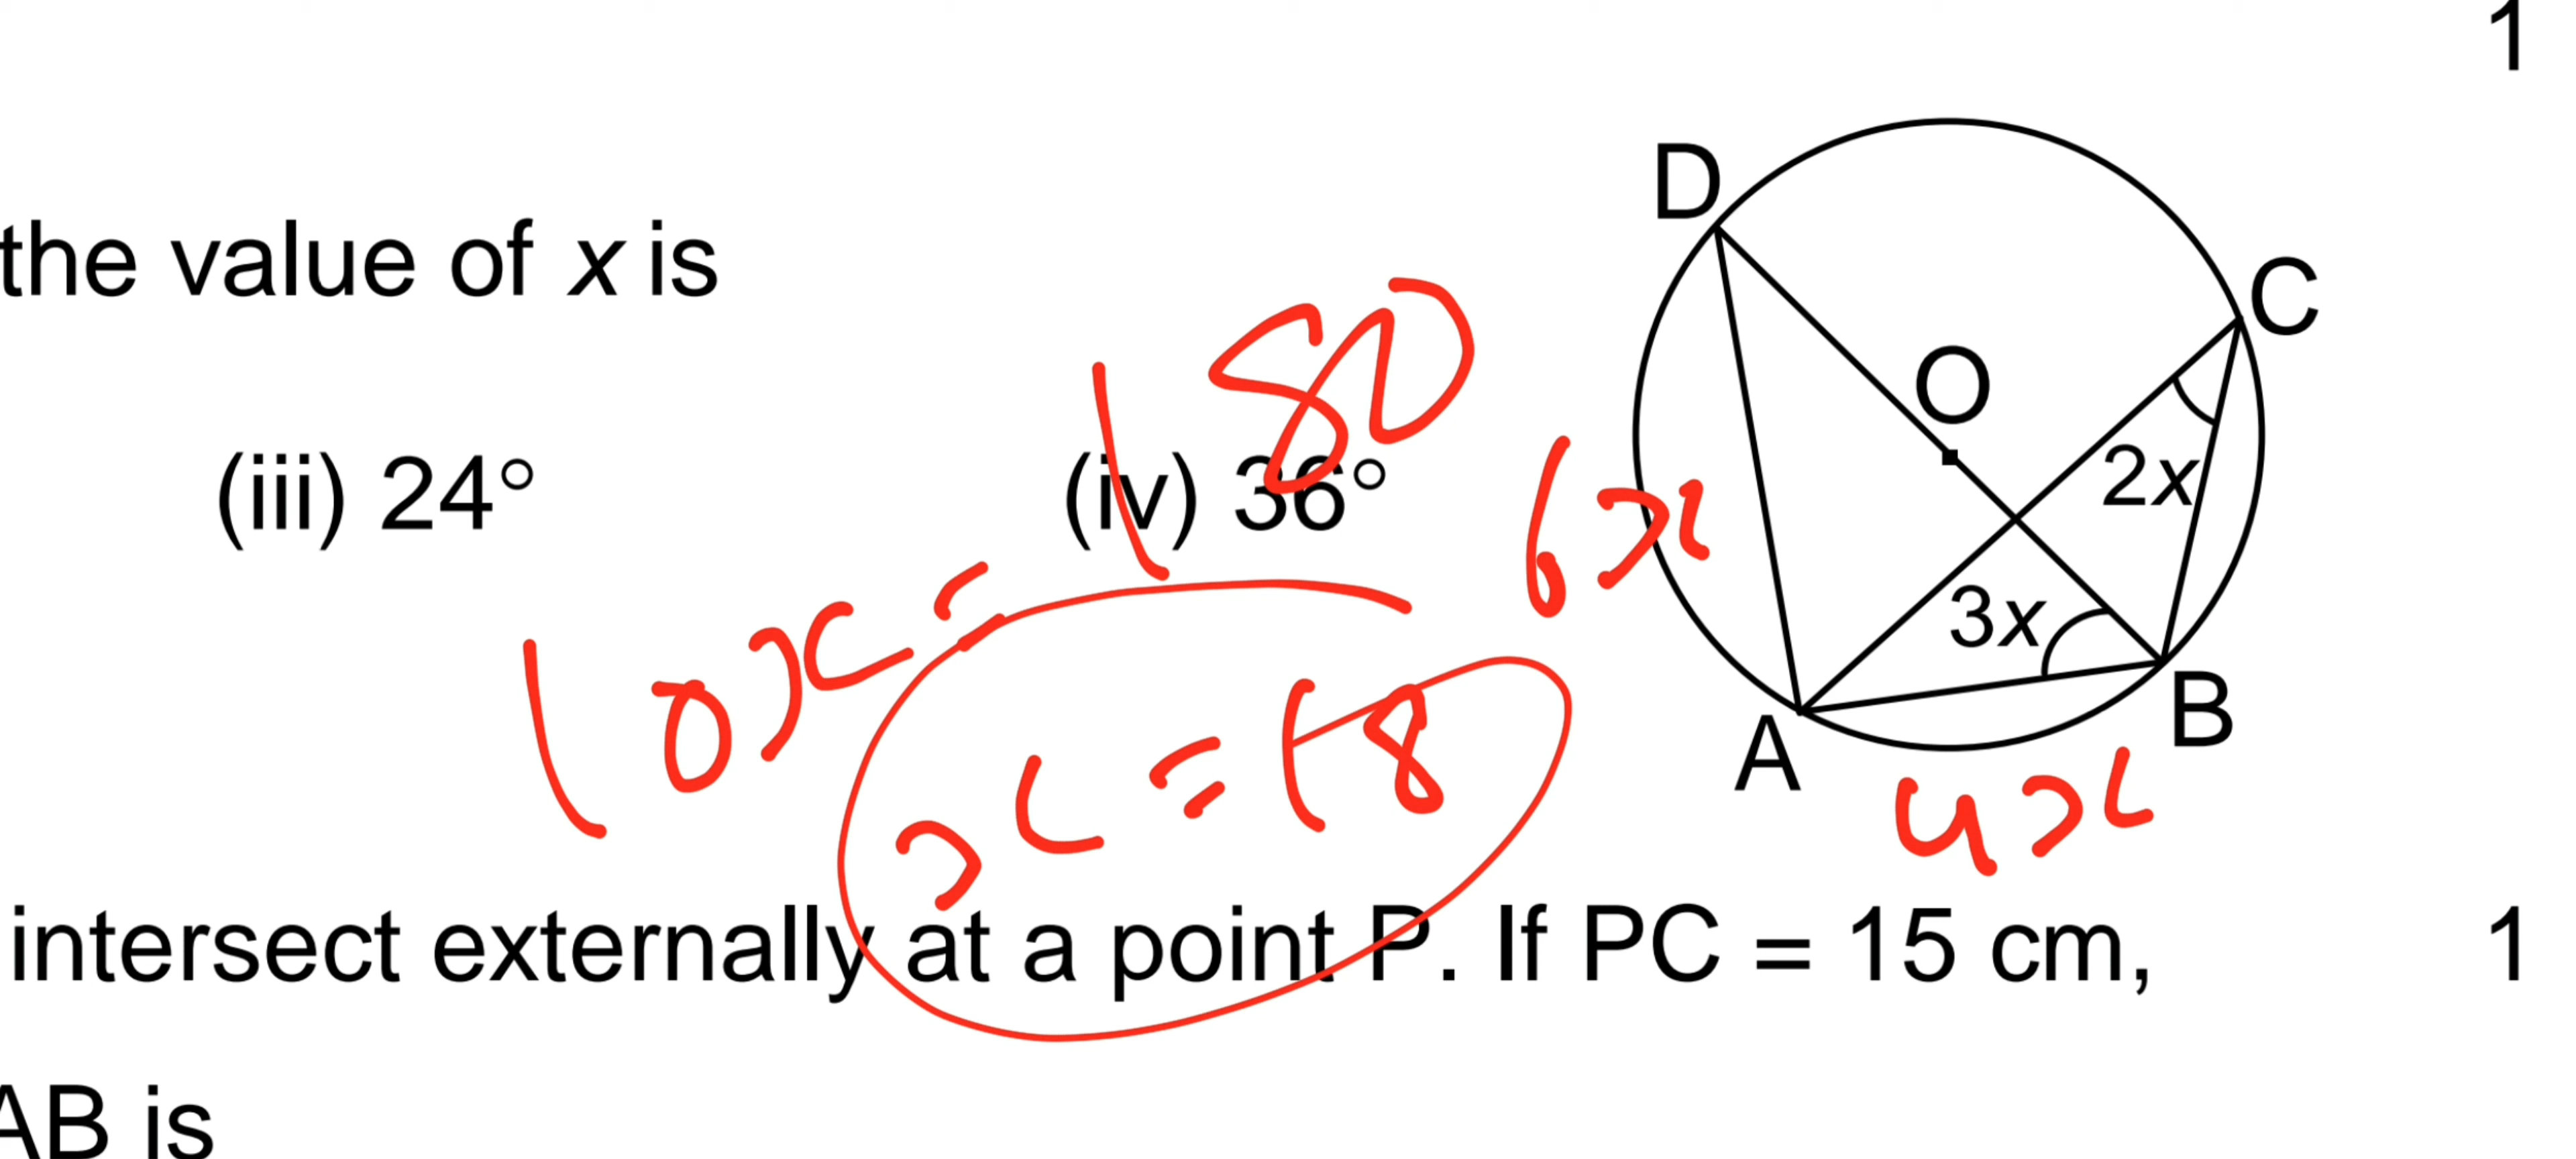 1
D
the value of x is
C
180
O
(iii) 24°
(iv) 36°
2x
6x
10x =
3x
x = 18
A
B
4x
intersect externally at a point P. If PC = 15 cm,
1
AB is